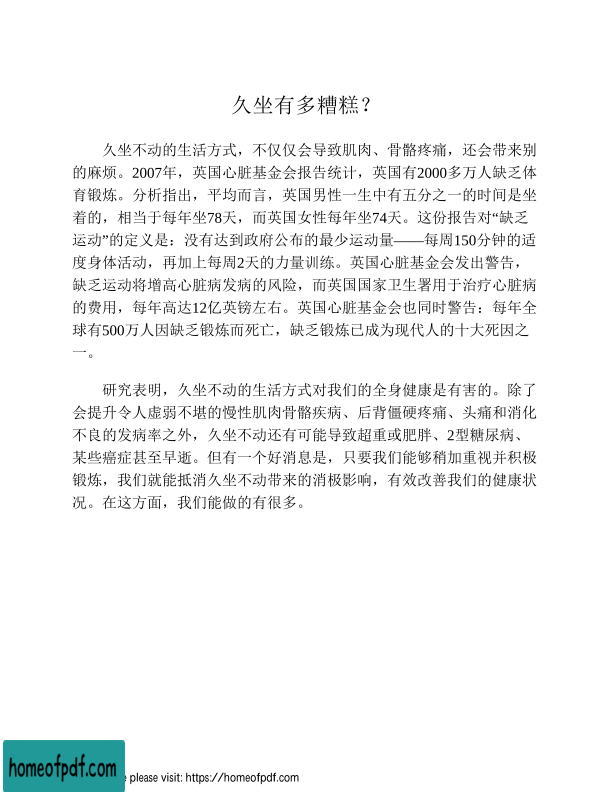 久坐有多糟糕？
久坐不动的生活方式，不仅仅会导致肌肉、骨骼疼痛，还会带来别
的麻烦。2007年，英国心脏基金会报告统计，英国有2000多万人缺乏体
育锻炼。分析指出，平均而言，英国男性一生中有五分之一的时间是坐
着的，相当于每年坐78天，而英国女性每年坐74天。这份报告对“缺乏
运动”的定义是：没有达到政府公布的最少运动量——每周150分钟的适
度身体活动，再加上每周2天的力量训练。英国心脏基金会发出警告，
缺乏运动将增高心脏病发病的风险，而英国国家卫生署用于治疗心脏病
的费用，每年高达12亿英镑左右。英国心脏基金会也同时警告：每年全
球有500万人因缺乏锻炼而死亡，缺乏锻炼已成为现代人的十大死因之
一。
研究表明，久坐不动的生活方式对我们的全身健康是有害的。除了
会提升令人虚弱不堪的慢性肌肉骨骼疾病、后背僵硬疼痛、头痛和消化
不良的发病率之外，久坐不动还有可能导致超重或肥胖、2型糖尿病、
某些癌症甚至早逝。但有一个好消息是，只要我们能够稍加重视并积极
锻炼，我们就能抵消久坐不动带来的消极影响，有效改善我们的健康状
况。在这方面，我们能做的有很多。
homeofpdf.com
e please visit: https://homeofpdf.com